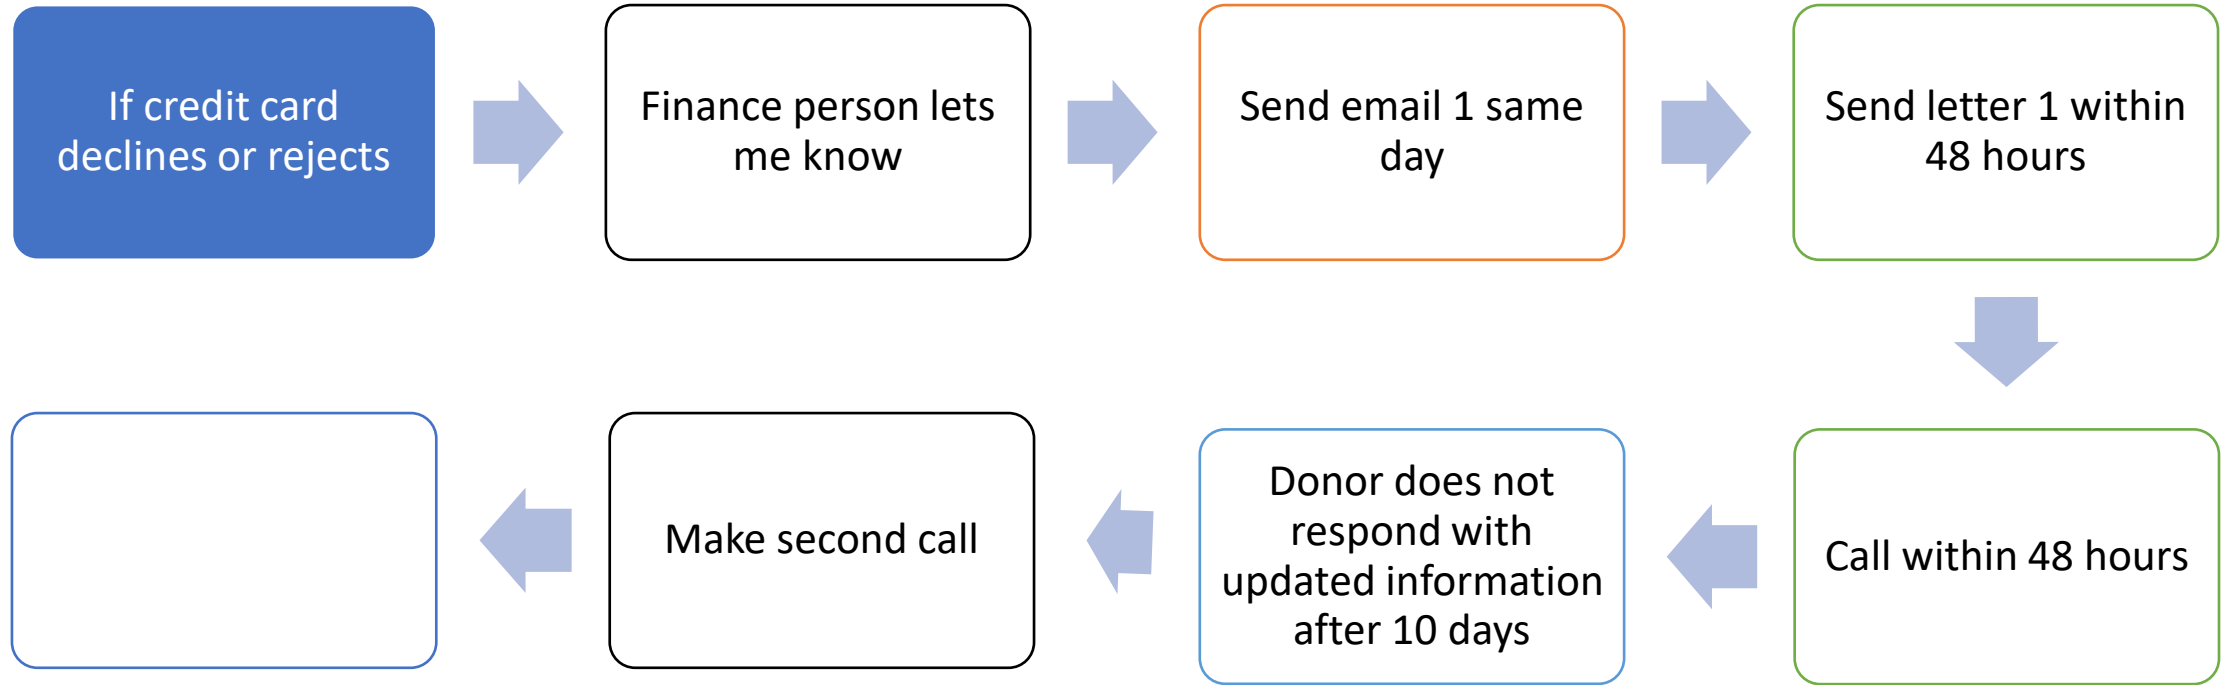 If credit card
declines or rejects
Finance person lets
me know
Send email 1 same
day
Send letter 1 within
48 hours
Call within 48 hours
Donor does not
respond with
updated information
after 10 days
Make second call